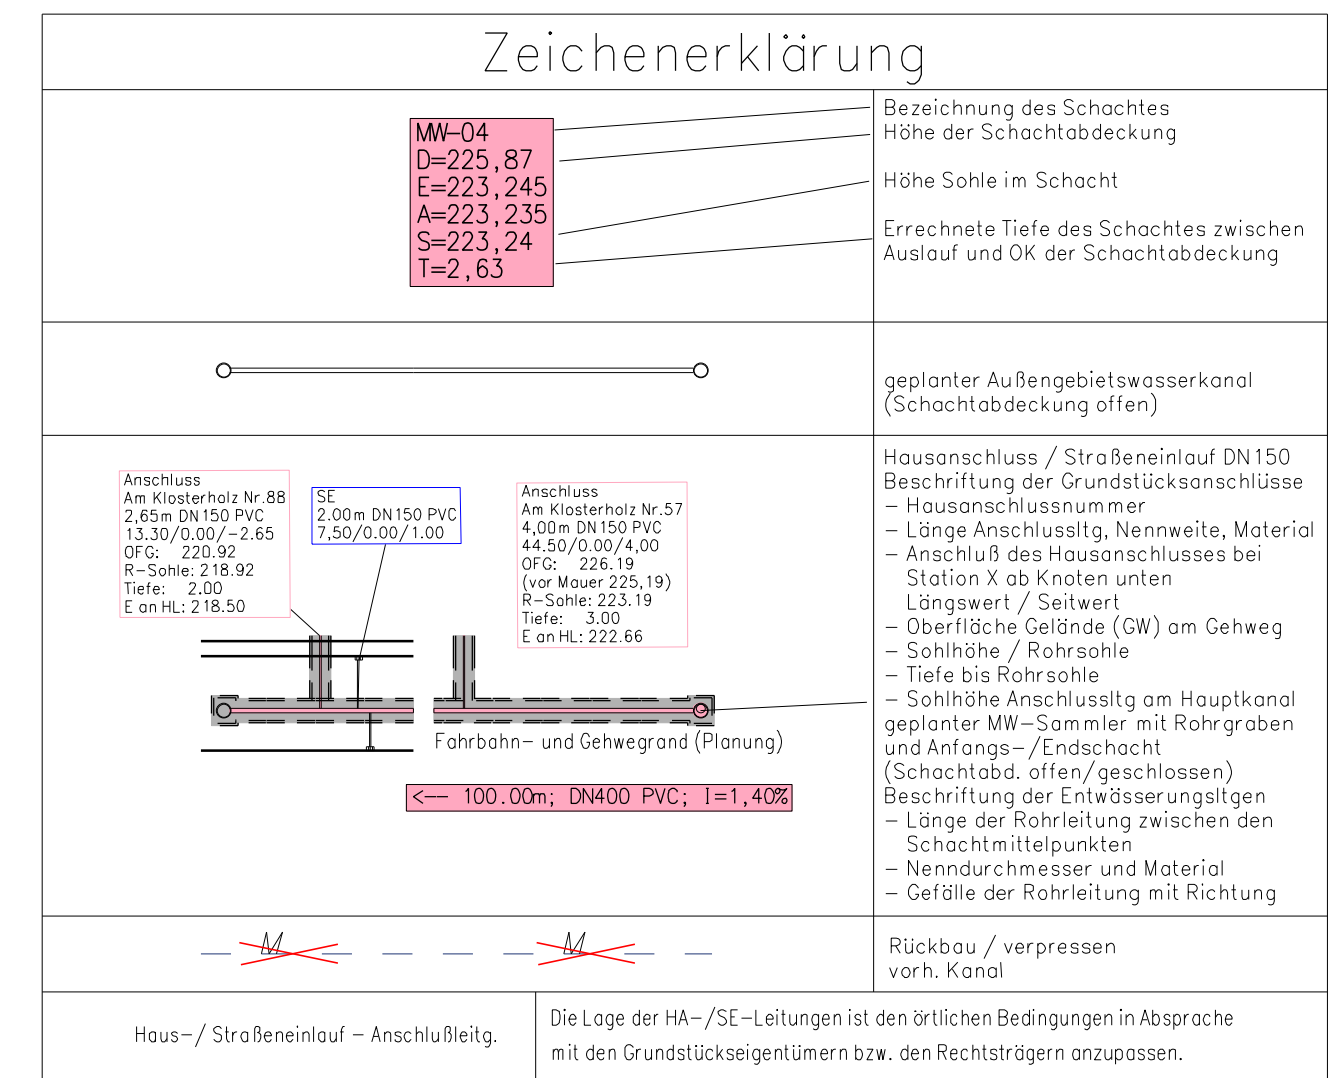 Zeichenerklärung
MW-04
D=225,87
E=223,245
A=223,235
S=223,24
T=2,63
Bezeichnung des Schachtes
Höhe der Schachtabdeckung
Höhe Sohle im Schacht
Errechnete Tiefe des Schachtes zwischen
Auslauf und OK der Schachtabdeckung
geplanter Außengebietswasserkanal
(Schachtabdeckung offen)
Anschluss
Am Klosterholz Nr.88
2,65m DN150 PVC
13.30/0.00/-2.65
OFG: 220.92
R-Sohle: 218.92
Tiefe: 2.00
E an HL: 218.50
SE
2.00m DN150 PVC
7,50/0.00/1.00
Anschluss
Am Klosterholz Nr.57
4,00m DN150 PVC
44.50/0.00/4,00
OFG: 226.19
(vor Mauer 225,19)
R-Sohle: 223.19
Tiefe: 3.00
E an HL: 222.66
Fahrbahn- und Gehwegrand (Planung)
<-- 100.00m; DN400 PVC; I=1,40%
Hausanschluss / Straßeneinlauf DN150
Beschriftung der Grundstücksanschlüsse
- Hausanschlussnummer
- Länge Anschlussltg, Nennweite, Material
- Anschluß des Hausanschlusses bei
Station X ab Knoten unten
Längswert / Seitwert
- Oberfläche Gelände (GW) am Gehweg
- Sohlhöhe / Rohrsohle
- Tiefe bis Rohrsohle
- Sohlhöhe Anschlussltg am Hauptkanal
geplanter MW-Sammler mit Rohrgraben
und Anfangs-/Endschacht
(Schachtabd. offen/geschlossen)
Beschriftung der Entwässerungsltgen
- Länge der Rohrleitung zwischen den
Schachtmittelpunkten
- Nenndurchmesser und Material
- Gefälle der Rohrleitung mit Richtung
M M
Rückbau / verpressen
vorh. Kanal
Haus-/ Straßeneinlauf - Anschlußleitg.
Die Lage der HA-/SE-Leitungen ist den örtlichen Bedingungen in Absprache
mit den Grundstückseigentümern bzw. den Rechtsträgern anzupassen.